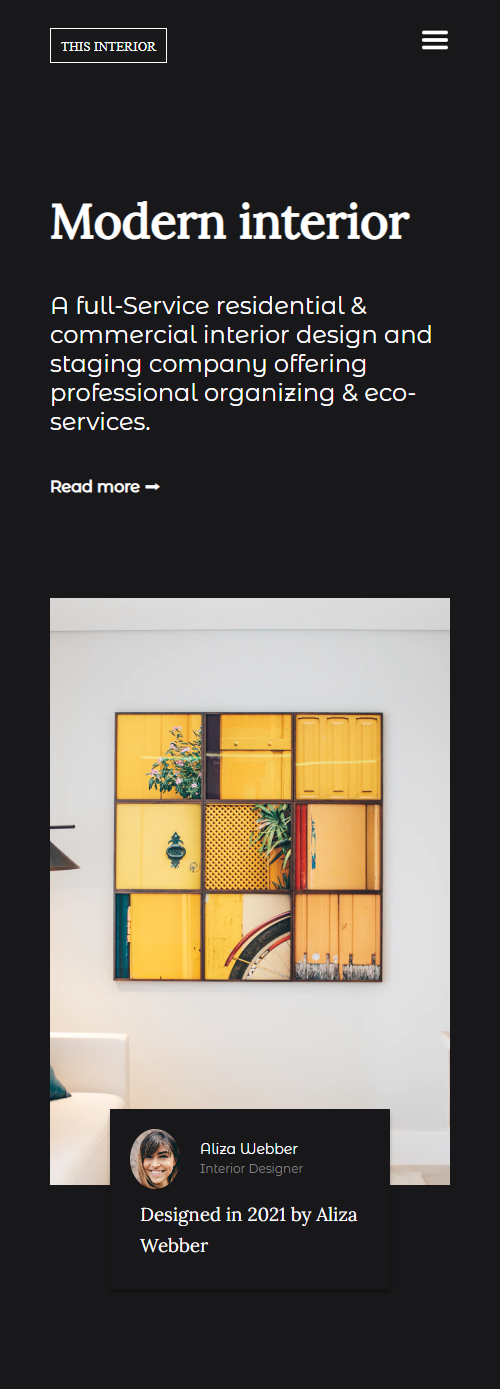 THIS INTERIOR
Modern interior
A full-Service residential &
commercial interior design and
staging company offering
professional organizing & eco-
services.
Read more ➞
Aliza Webber
Interior Designer
Designed in 2021 by Aliza
Webber